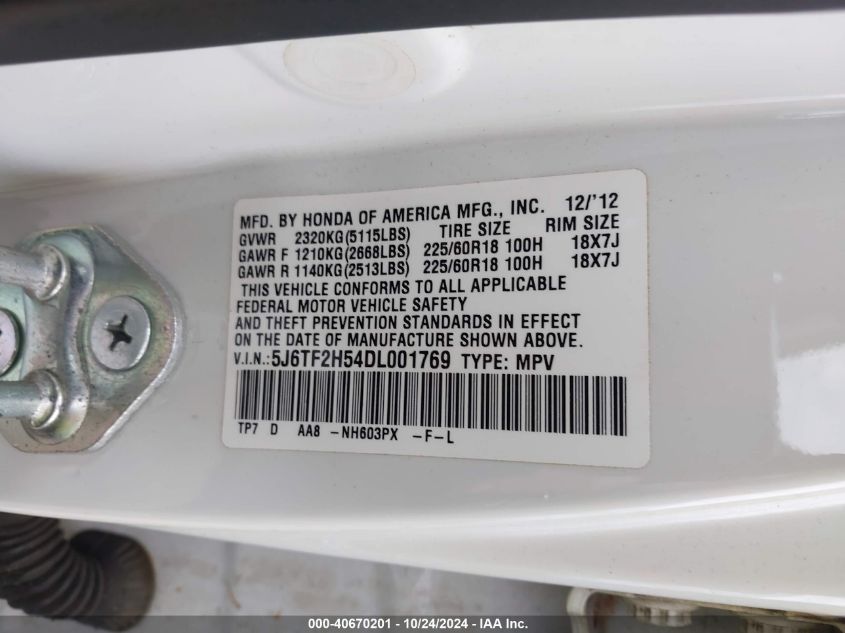 MFD. BY HONDA OF AMERICA MFG., INC. 12/'12
GVWR 2320KG(5115LBS) TIRE SIZE RIM SIZE
GAWR F 1210KG(2668LBS) 225/60R18 100H 18X7J
GAWR R 1140KG(2513LBS) 225/60R18 100H 18X7J
THIS VEHICLE CONFORMS TO ALL APPLICABLE
FEDERAL MOTOR VEHICLE SAFETY
AND THEFT PREVENTION STANDARDS IN EFFECT
ON THE DATE OF MANUFACTURE SHOWN ABOVE.
V.I.N.: 5J6TF2H54DL001769 TYPE: MPV
TP7 D AA8 -NH603PX -F-L
000-40670201 - 10/24/2024 - IAA Inc.